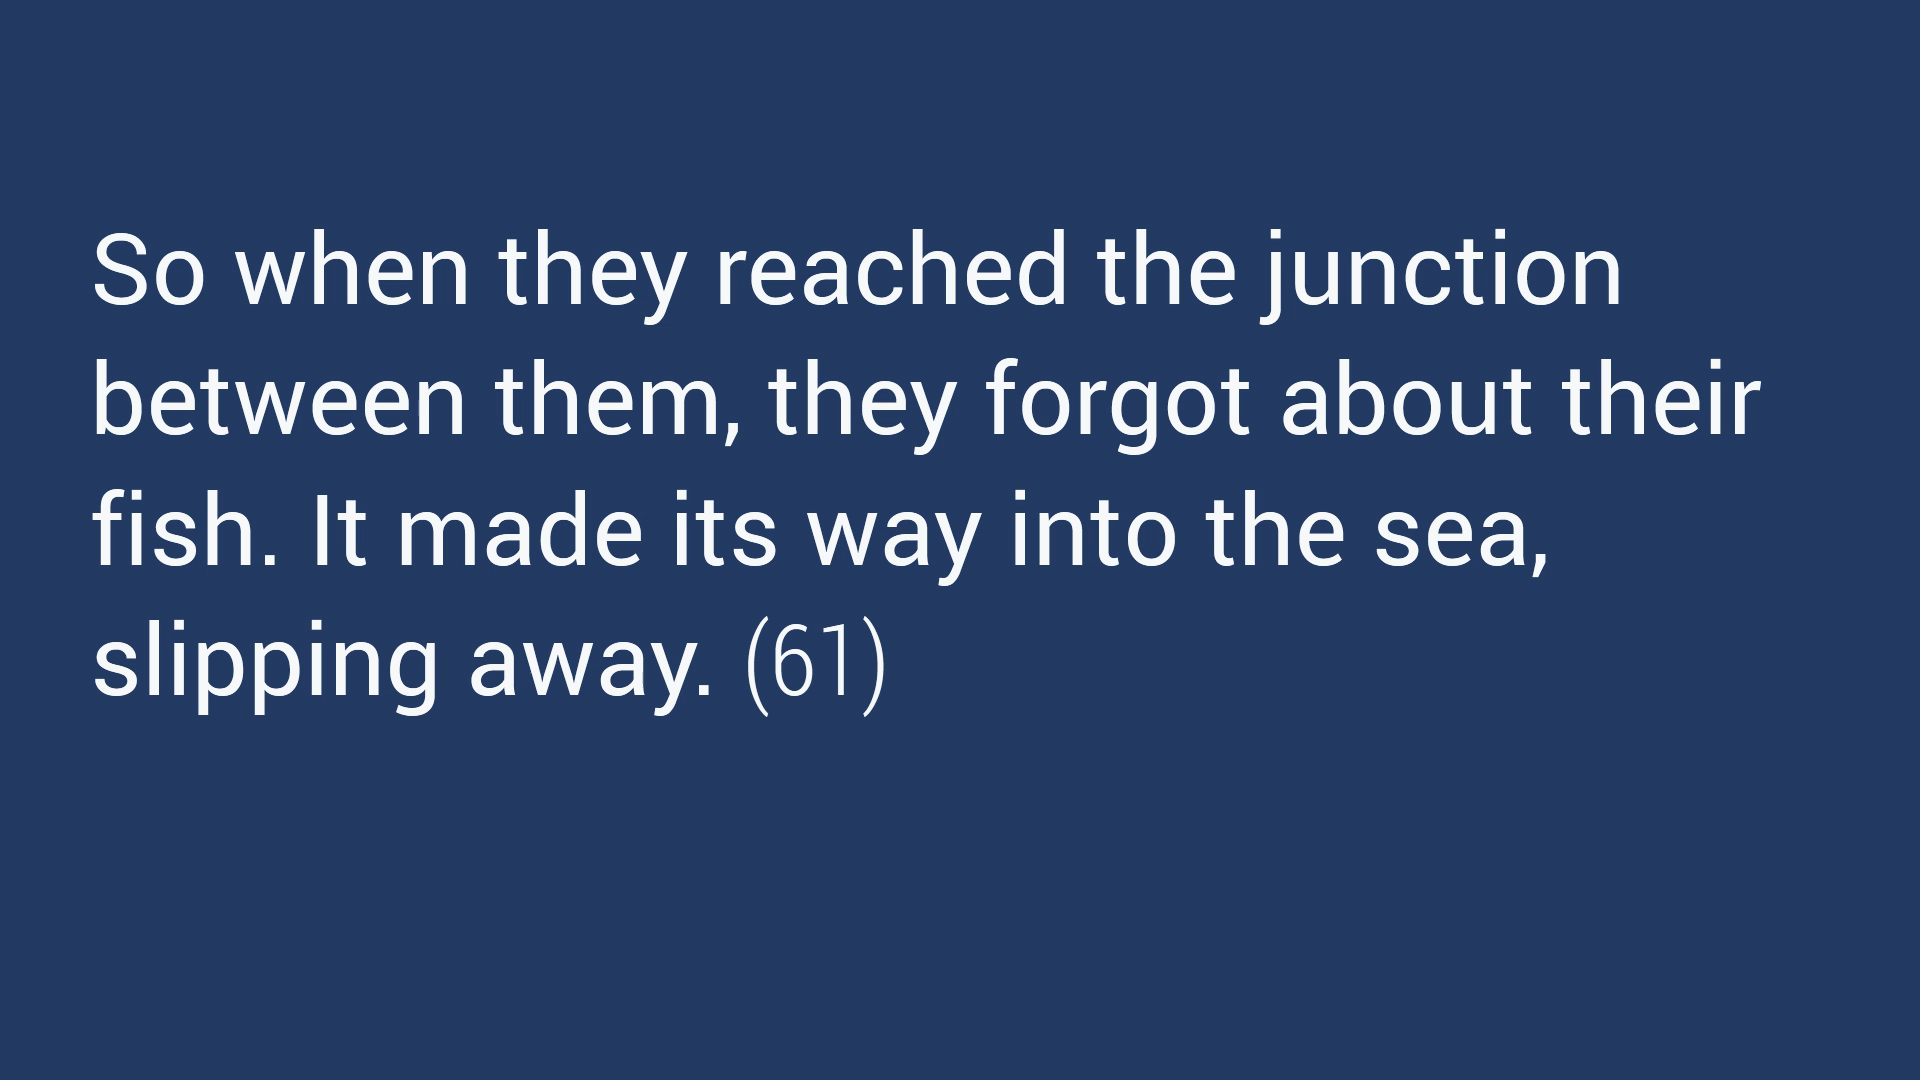 So when they reached the junction
between them, they forgot about their
fish. It made its way into the sea,
slipping away. (61)